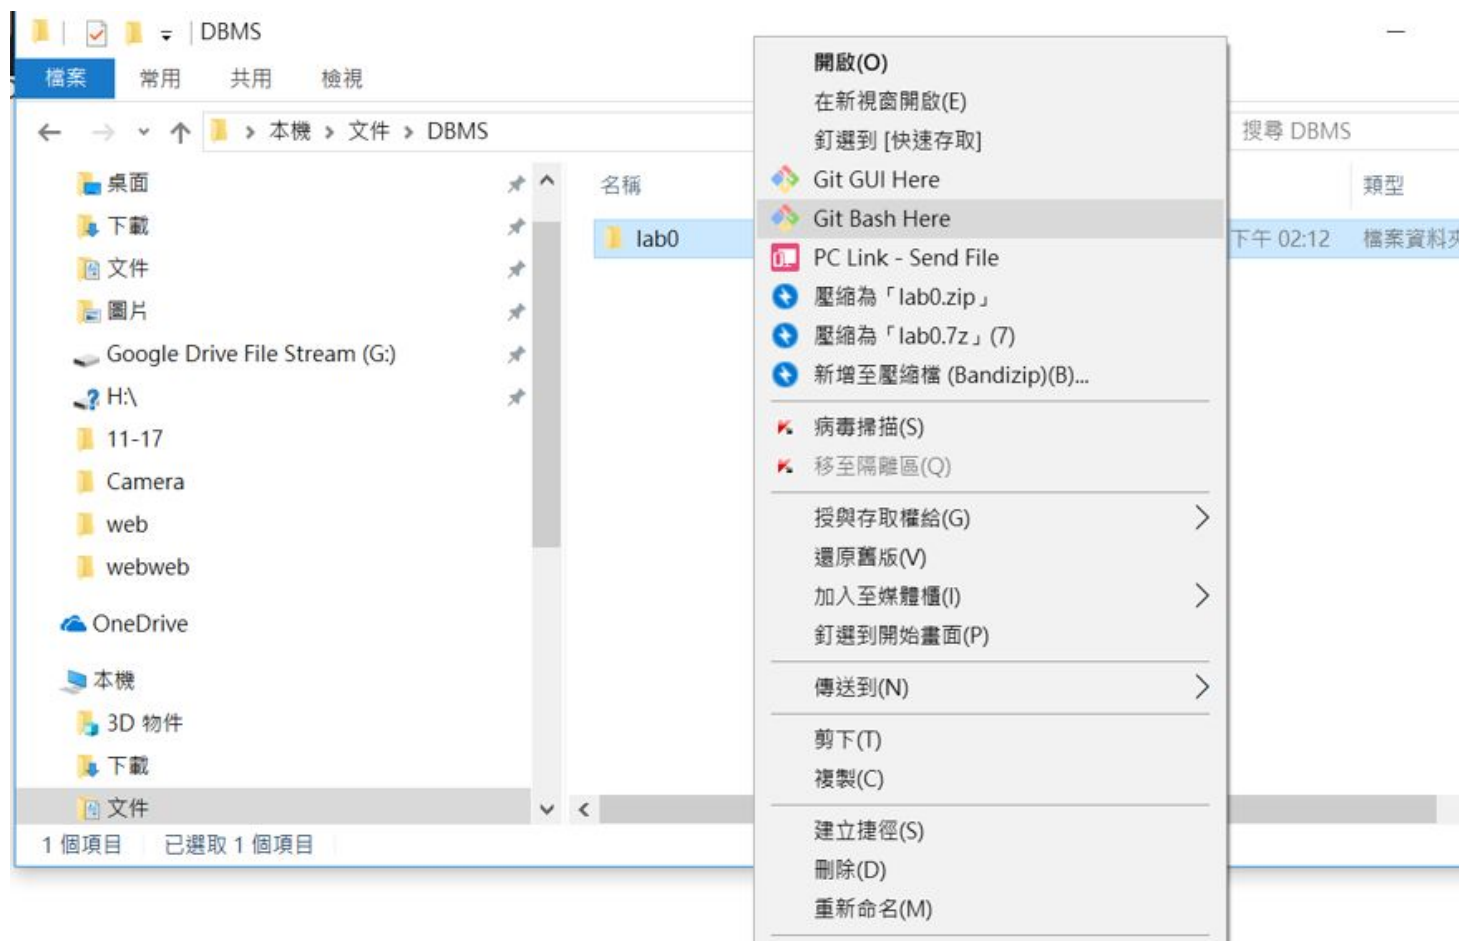 DBMS
檔案 常用 共用 檢視
本機 文件 DBMS
搜尋 DBMS
桌面
下載
文件
圖片
Google Drive File Stream (G:)
H:\
11-17
Camera
web
webweb
OneDrive
本機
3D 物件
下載
文件
1 個項目 已選取 1 個項目
名稱 類型
lab0 下午 02:12 檔案資料夾
開啟(O)
在新視窗開啟(E)
釘選到 [快速存取]
Git GUI Here
Git Bash Here
PC Link - Send File
壓縮為「lab0.zip」
壓縮為「lab0.7z」(7)
新增至壓縮檔 (Bandizip)(B)...
病毒掃描(S)
移至隔離區(Q)
授與存取權給(G)
還原舊版(V)
加入至媒體櫃(I)
釘選到開始畫面(P)
傳送到(N)
剪下(T)
複製(C)
建立捷徑(S)
刪除(D)
重新命名(M)